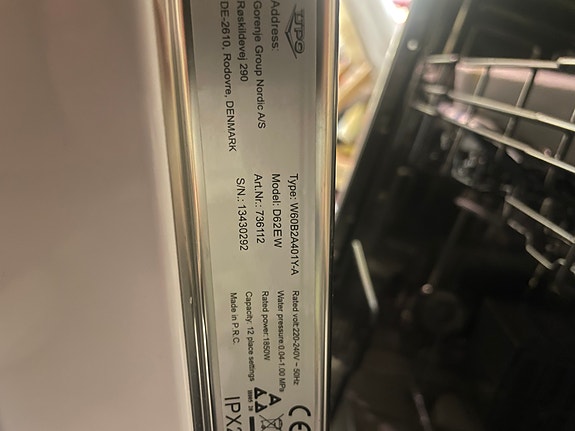 UPO
Address:
Gorenje Group Nordic A/S
Røskildevej 290
DE-2610, Rodovre, DENMARK
Type: W60B2A401Y-A
Model: D62EW
Art.Nr.: 736112
S/N.: 13430292
Rated volt:220-240V ~ 50Hz
Water pressure:0.04-1.00 MPa
Rated power:1850W
Capacity: 12 place settings
Made in P.R.C.
CE
IPX